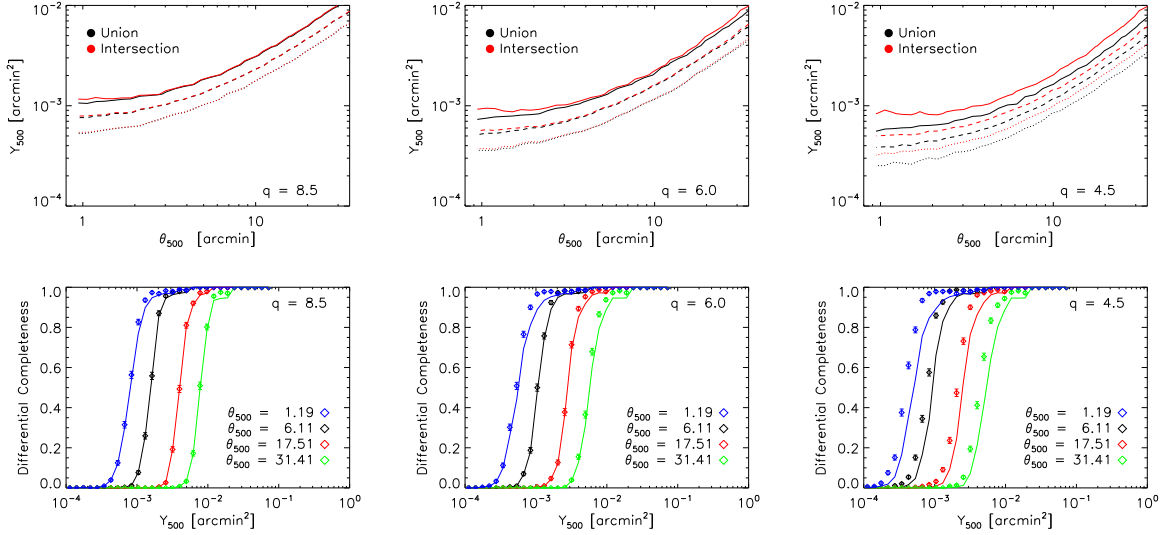 10⁻²
10⁻³
10⁻⁴
Y₅₀₀ [arcmin²]
Union
Intersection
q = 8.5
1
10
θ₅₀₀ [arcmin]
10⁻²
10⁻³
10⁻⁴
Y₅₀₀ [arcmin²]
Union
Intersection
q = 6.0
1
10
θ₅₀₀ [arcmin]
10⁻²
10⁻³
10⁻⁴
Y₅₀₀ [arcmin²]
Union
Intersection
q = 4.5
1
10
θ₅₀₀ [arcmin]
1.0
0.8
0.6
0.4
0.2
0.0
Differential Completeness
q = 8.5
θ₅₀₀ = 1.19
θ₅₀₀ = 6.11
θ₅₀₀ = 17.51
θ₅₀₀ = 31.41
10⁻⁴ 10⁻³ 10⁻² 10⁻¹ 10⁰
Y₅₀₀ [arcmin2]
1.0
0.8
0.6
0.4
0.2
0.0
Differential Completeness
q = 6.0
θ₅₀₀ = 1.19
θ₅₀₀ = 6.11
θ₅₀₀ = 17.51
θ₅₀₀ = 31.41
10⁻⁴ 10⁻³ 10⁻² 10⁻¹ 10⁰
Y₅₀₀ [arcmin2]
1.0
0.8
0.6
0.4
0.2
0.0
Differential Completeness
q = 4.5
θ₅₀₀ = 1.19
θ₅₀₀ = 6.11
θ₅₀₀ = 17.51
θ₅₀₀ = 31.41
10⁻⁴ 10⁻³ 10⁻² 10⁻¹ 10⁰
Y₅₀₀ [arcmin2]